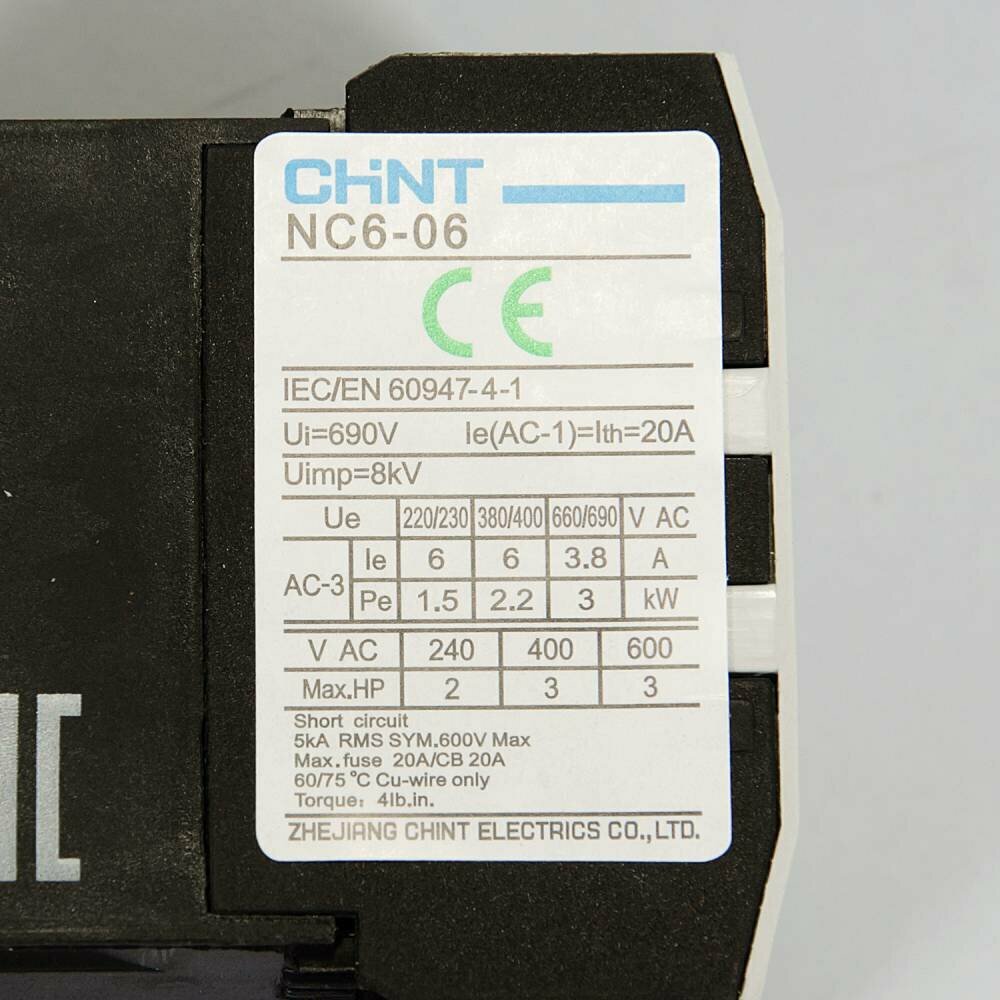 CHINT
NC6-06
CE
IEC/EN 60947-4-1
Ui=690V Ie(AC-1)=Ith=20A
Uimp=8kV
Ue 220/230 380/400 660/690 V AC
AC-3 Ie 6 6 3.8 A
Pe 1.5 2.2 3 kW
V AC 240 400 600
Max.HP 2 3 3
Short circuit
5kA RMS SYM.600V Max
Max.fuse 20A/CB 20A
60/75 °C Cu-wire only
Torque: 4lb.in.
ZHEJIANG CHINT ELECTRICS CO.,LTD.